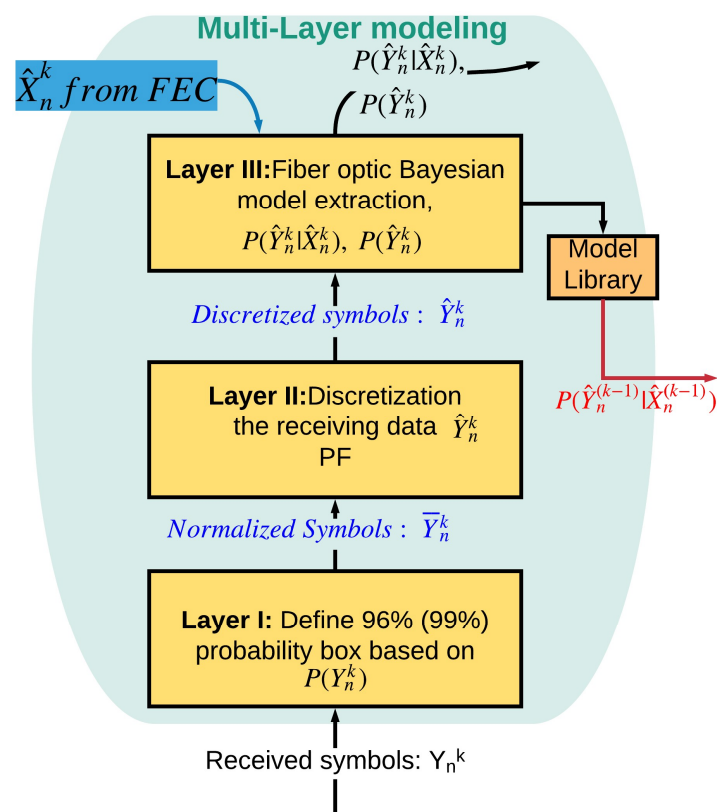 Multi-Layer modeling
P(Ŷₙᵏ|X̂ₙᵏ),
X̂ₙᵏ from FEC
P(Ŷₙᵏ)
Layer III:Fiber optic Bayesian
model extraction,
P(Ŷₙᵏ|X̂ₙᵏ), P(Ŷₙᵏ)
Model
Library
Discretized symbols : Ŷₙᵏ
P(Ŷₙ⁽ᵏ⁻¹⁾|X̂ₙ⁽ᵏ⁻¹⁾)
Layer II:Discretization
the receiving data Ŷₙᵏ
PF
Normalized Symbols : Y̅ₙᵏ
Layer I: Define 96% (99%)
probability box based on
P(Yₙᵏ)
Received symbols: Yₙᵏ